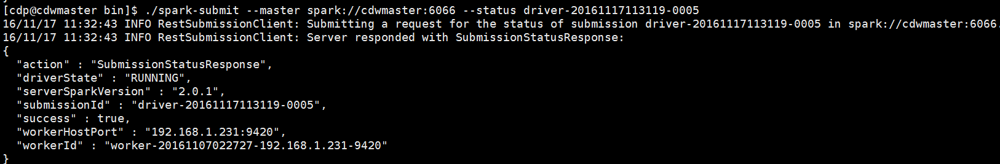 [cdp@cdwmaster bin]$ ./spark-submit --master spark://cdwmaster:6066 --status driver-20161117113119-0005
16/11/17 11:32:43 INFO RestSubmissionClient: Submitting a request for the status of submission driver-20161117113119-0005 in spark://cdwmaster:6066.
16/11/17 11:32:43 INFO RestSubmissionClient: Server responded with SubmissionStatusResponse:
{
  "action" : "SubmissionStatusResponse",
  "driverState" : "RUNNING",
  "serverSparkVersion" : "2.0.1",
  "submissionId" : "driver-20161117113119-0005",
  "success" : true,
  "workerHostPort" : "192.168.1.231:9420",
  "workerId" : "worker-20161107022727-192.168.1.231-9420"
}